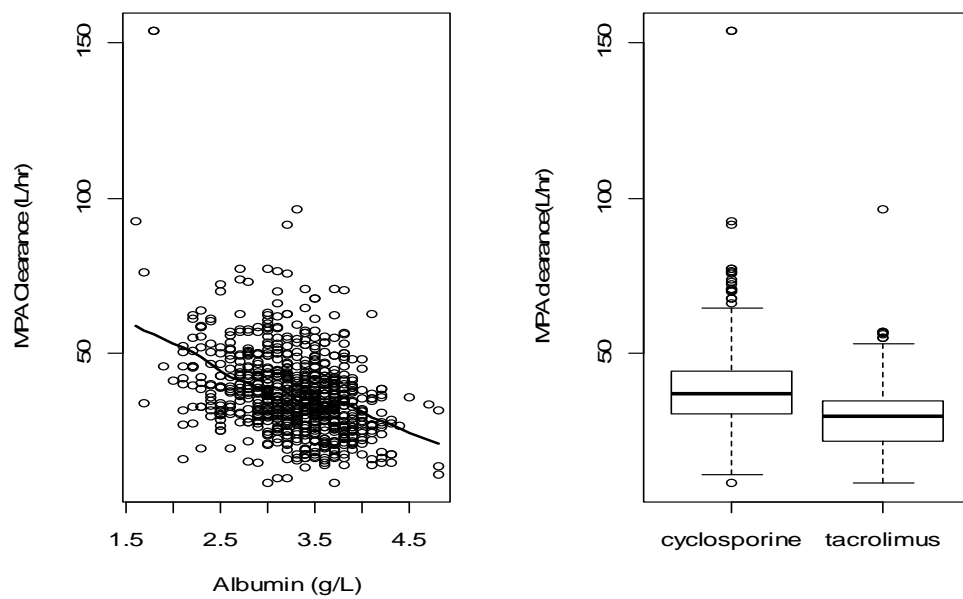 MPA Clearance (L/hr)
150
100
50
1.5 2.5 3.5 4.5
Albumin (g/L)
MPA clearance(L/hr)
150
100
50
cyclosporine tacrolimus